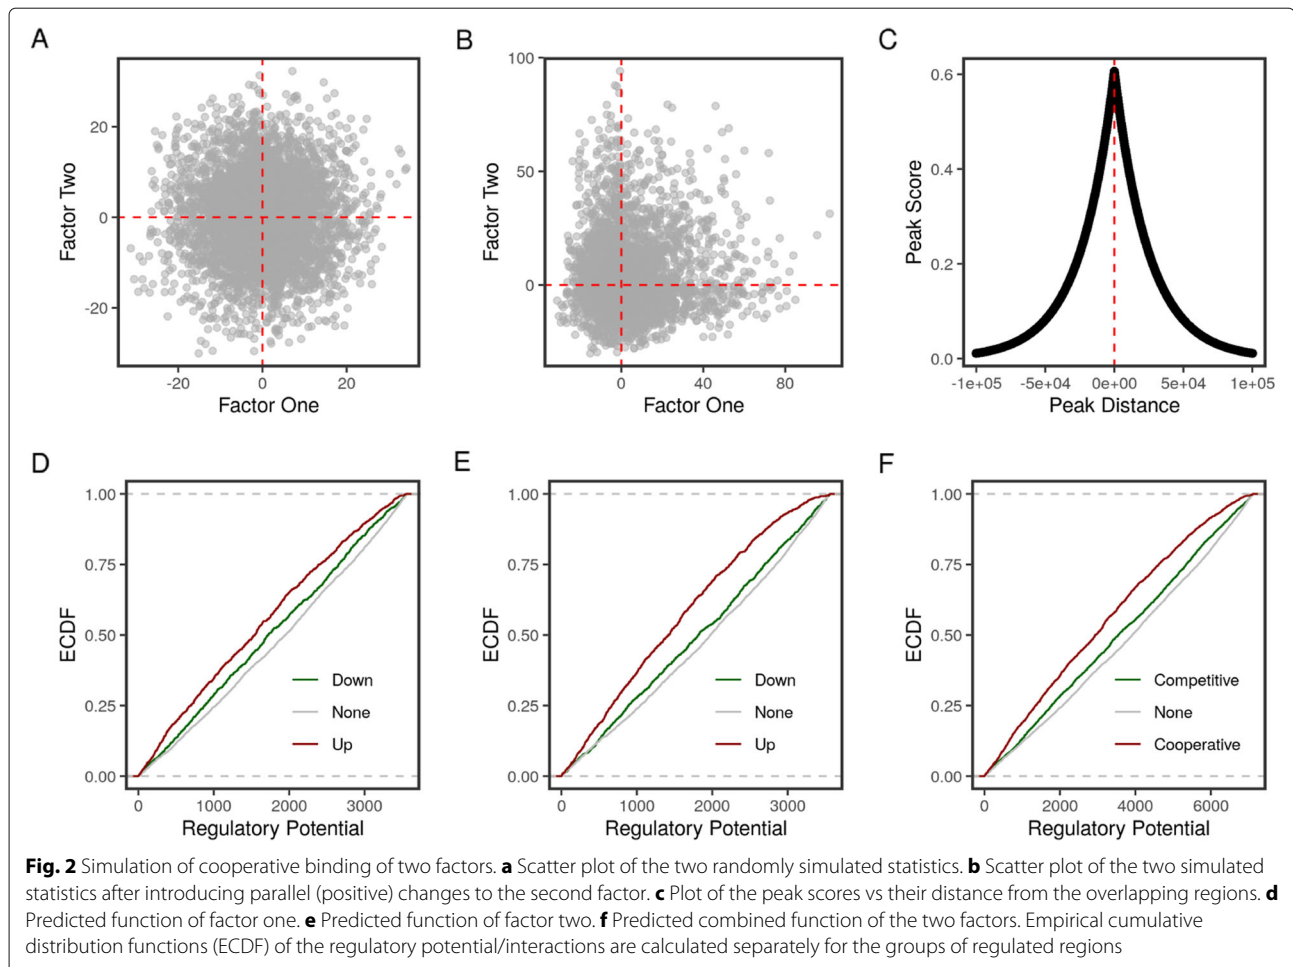 A
20
0
-20
Factor Two
-20 0 20
Factor One
B
100
50
0
Factor Two
0 40 80
Factor One
C
0.6
0.4
0.2
0.0
Peak Score
-1e+05 -5e+04 0e+00 5e+04 1e+05
Peak Distance
D
1.00
0.75
0.50
0.25
0.00
ECDF
Down
None
Up
0 1000 2000 3000
Regulatory Potential
E
1.00
0.75
0.50
0.25
0.00
ECDF
Down
None
Up
0 1000 2000 3000
Regulatory Potential
F
1.00
0.75
0.50
0.25
0.00
ECDF
Competitive
None
Cooperative
0 2000 4000 6000
Regulatory Potential
Fig. 2 Simulation of cooperative binding of two factors. a Scatter plot of the two randomly simulated statistics. b Scatter plot of the two simulated
statistics after introducing parallel (positive) changes to the second factor. c Plot of the peak scores vs their distance from the overlapping regions. d
Predicted function of factor one. e Predicted function of factor two. f Predicted combined function of the two factors. Empirical cumulative
distribution functions (ECDF) of the regulatory potential/interactions are calculated separately for the groups of regulated regions